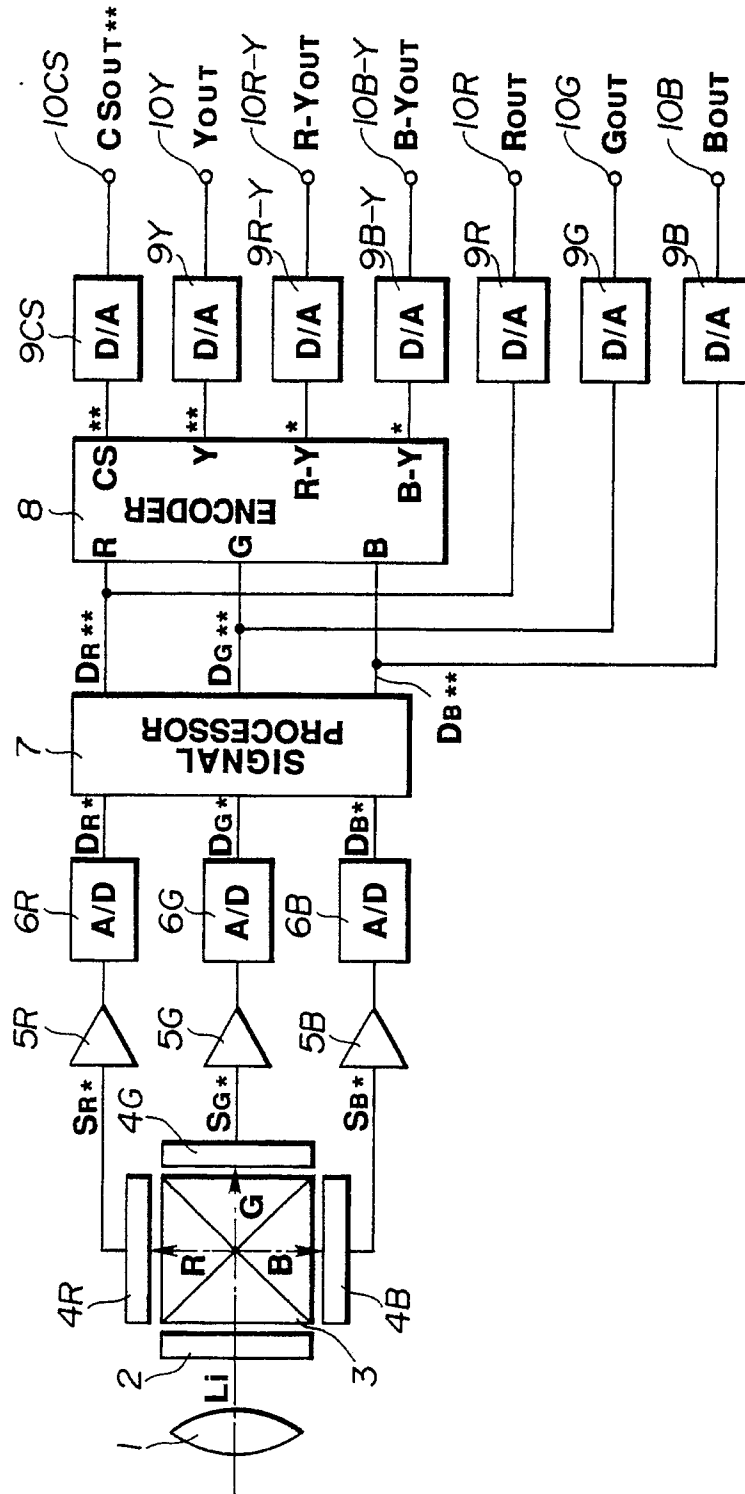 1
Li
2
3
4R
R
G
B
4G
4B
SR*
SG*
SB*
5R
5G
5B
6R
A/D
6G
A/D
6B
A/D
DR*
DG*
DB*
7
SIGNAL
PROCESSOR
DR**
DG**
DB**
8
ENCODER
R
G
B
CS
Y
R-Y
B-Y
**
**
*
*
9CS
D/A
9Y
D/A
9R-Y
D/A
9B-Y
D/A
9R
D/A
9G
D/A
9B
D/A
10CS
CSOUT**
10Y
YOUT
10R-Y
R-YOUT
10B-Y
B-YOUT
10R
ROUT
10G
GOUT
10B
BOUT